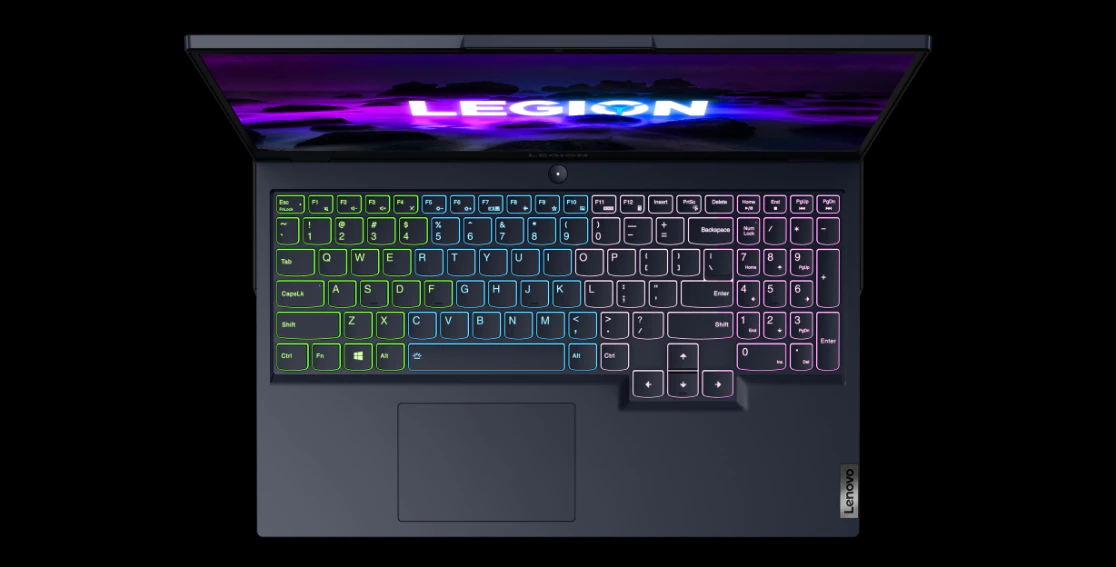 LEGION
LEGION
Esc F1 F2 F3 F4 F5 F6 F7 F8 F9 F10 F11 F12 Insert PrtSc Delete Home End PgUp PgDn
FnLock
~ ! @ # $ % ^ & * ( ) — + Backspace Num Lock / * -
` 1 2 3 4 5 6 7 8 9 0 – =
Tab Q W E R T Y U I O P { } | 7 8 9 +
[ ] \ Home PgUp
CapsLk A S D F G H J K L : " Enter 4 5 6
; '
Shift Z X C V B N M < > ? Shift 1 2 3 Enter
, . / End PgDn
Ctrl Fn Alt Alt Ctrl 0 .
Ins Del
Lenovo